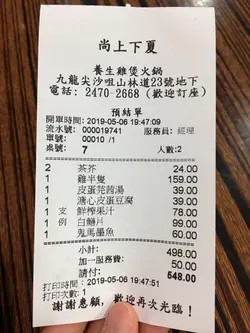 尚上下夏
養生雞煲火鍋
九龍尖沙咀山林道23號地下
電話: 2470-2668 (歡迎訂座)
預結單
開單時間:2019-05-06 19:47:09
流水號: 000019741 服務員: 經理
單號: 00010 /1
桌號: 7 人數:2
2 茶芥 24.00
1 雞半隻 159.00
1 皮蛋芫茜湯 39.00
1 溏心皮蛋豆腐 39.00
1 支 鮮榨果汁 78.00
1 例 白鱔片 99.00
1 鬼馬墨魚 60.00
小計: 498.00
加一服務費: 50.00
請付: 548.00
打印時間:2019-05-06 19:47:51
打印次數:1
謝謝惠顧, 歡迎再次光臨!